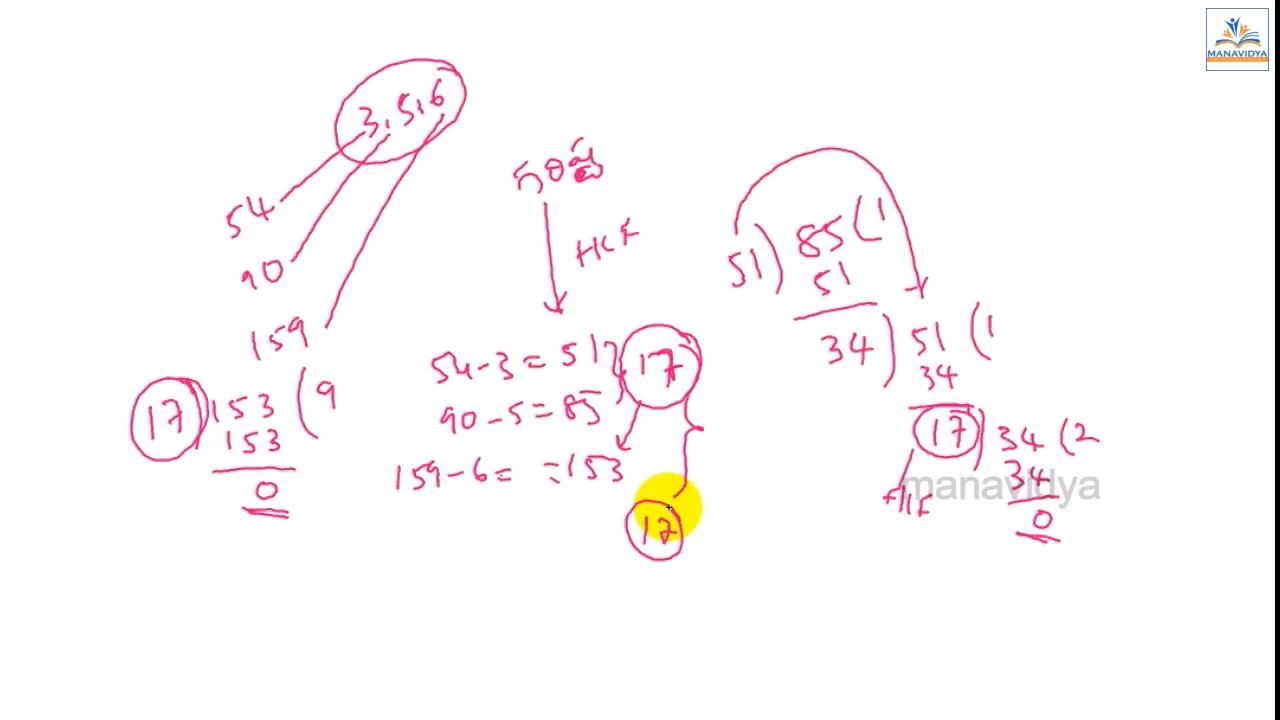 MANAVIDYA
3, 5, 6
54
90
159
17) 153 (9
153
0
గరిష్ఠ
HCF
54-3=51
90-5=85
17
159-6= =153
17
51) 85 (1
51
34) 51 (1
34
17) 34 (2
34
0
HCF
manavidya